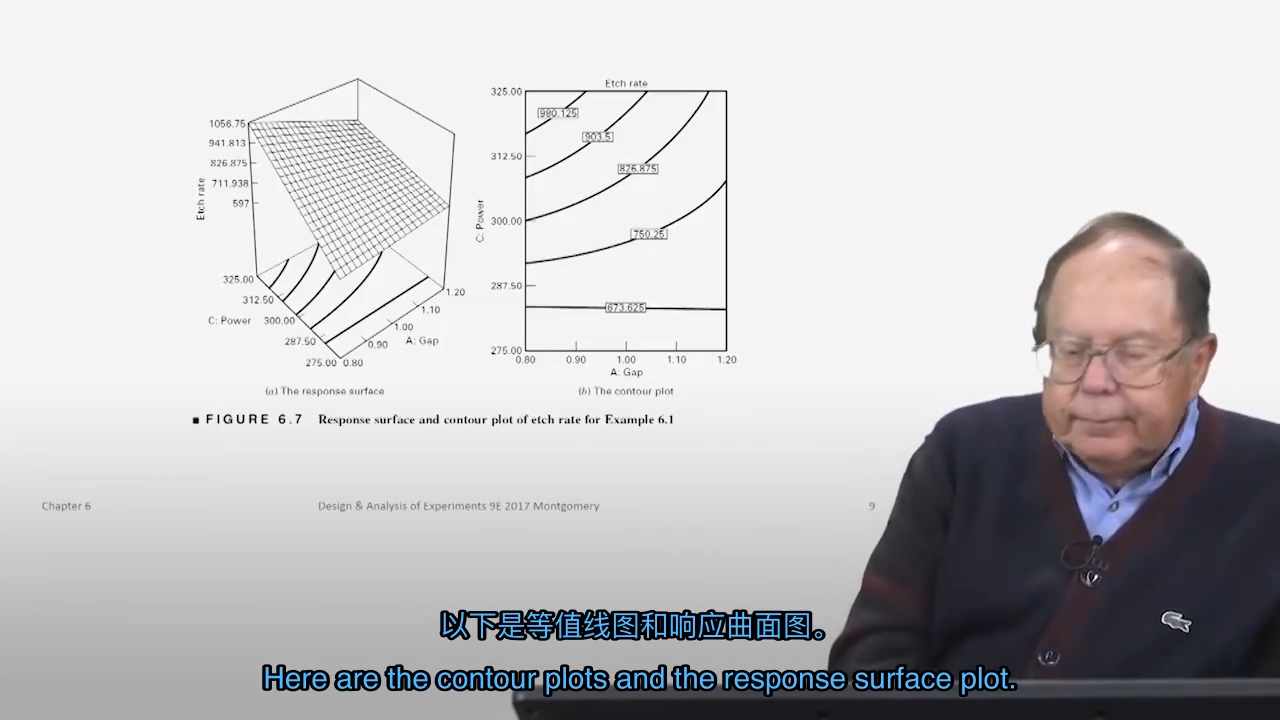 Etch rate
1056.75
941.813
826.875
711.938
597
Etch rate
325.00
312.50
C: Power 300.00
287.50
275.00
0.80
0.90
1.00
1.10
1.20
A: Gap
(a) The response surface
325.00
312.50
300.00
287.50
275.00
C: Power
980.125
903.5
826.875
750.25
673.625
0.80 0.90 1.00 1.10 1.20
A: Gap
(b) The contour plot
■ FIGURE 6.7 Response surface and contour plot of etch rate for Example 6.1
Chapter 6 Design & Analysis of Experiments 9E 2017 Montgomery 9
以下是等值线图和响应曲面图。
Here are the contour plots and the response surface plot.